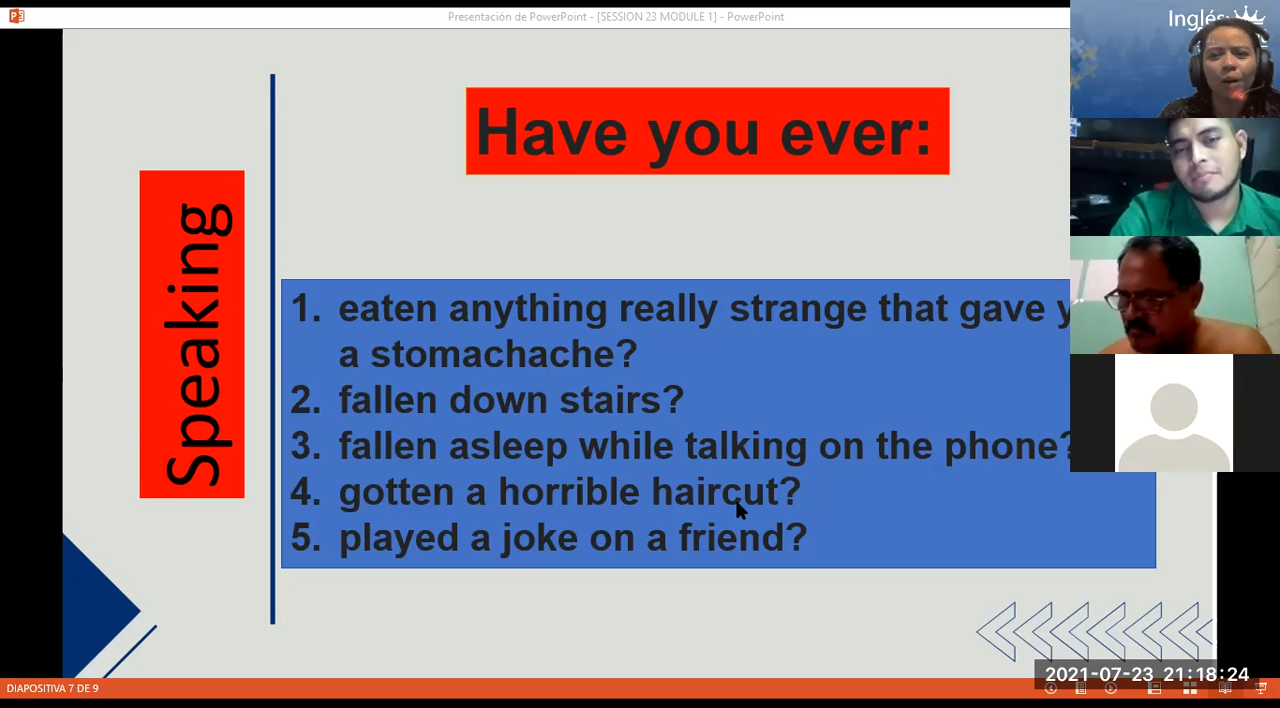 Presentación de PowerPoint - [SESSION 23 MODULE 1] - PowerPoint
Inglés
Have you ever:
Speaking
1. eaten anything really strange that gave
a stomachache?
2. fallen down stairs?
3. fallen asleep while talking on the phone?
4. gotten a horrible haircut?
5. played a joke on a friend?
2021-07-23 21:18:24
DIAPOSITIVA 7 DE 9